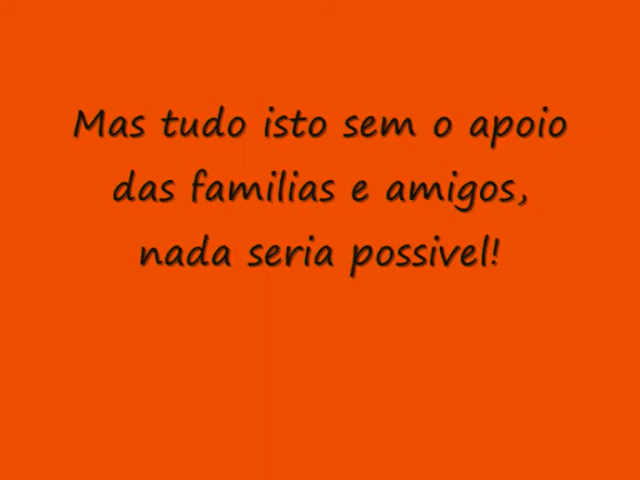 Mas tudo isto sem o apoio
das familias e amigos,
nada seria possivel!